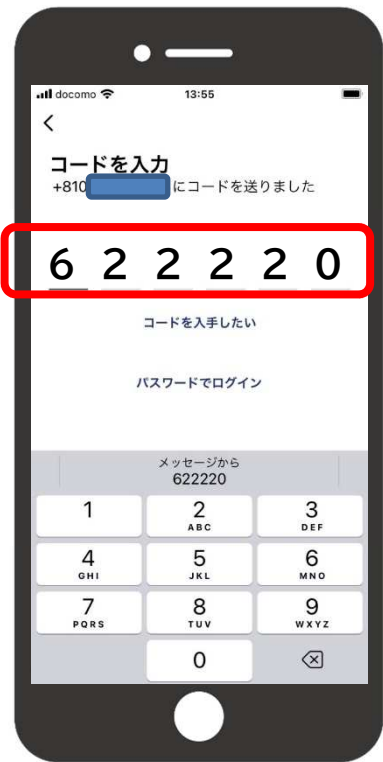 docomo 13:55
コードを入力
+810 にコードを送りました
6 2 2 2 2 0
コードを入手したい
パスワードでログイン
メッセージから
622220
1 2 3
ABC DEF
4 5 6
GHI JKL MNO
7 8 9
PQRS TUV WXYZ
0